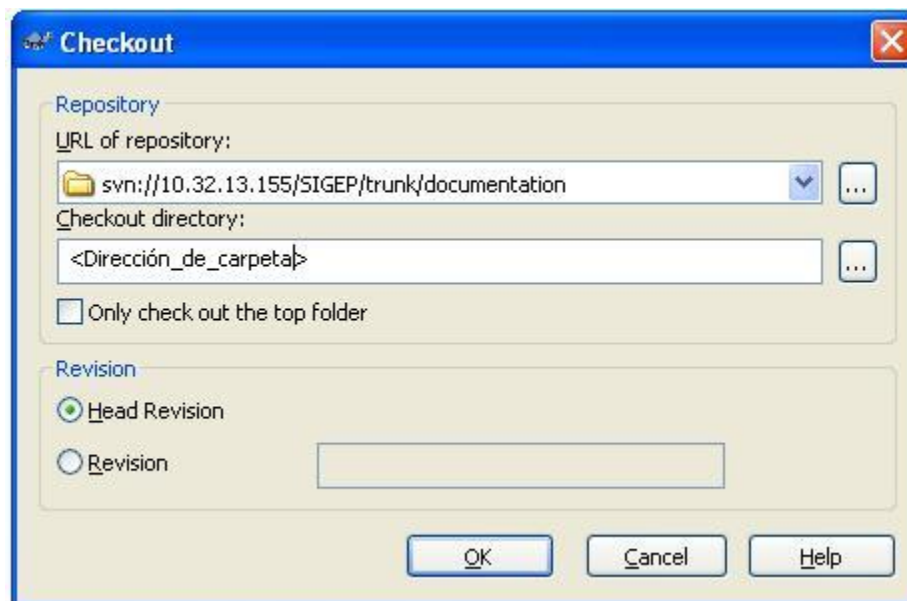 Checkout
Repository
URL of repository:
svn://10.32.13.155/SIGEP/trunk/documentation
...
Checkout directory:
<Dirección_de_carpeta>
...
Only check out the top folder
Revision
Head Revision
Revision
OK Cancel Help